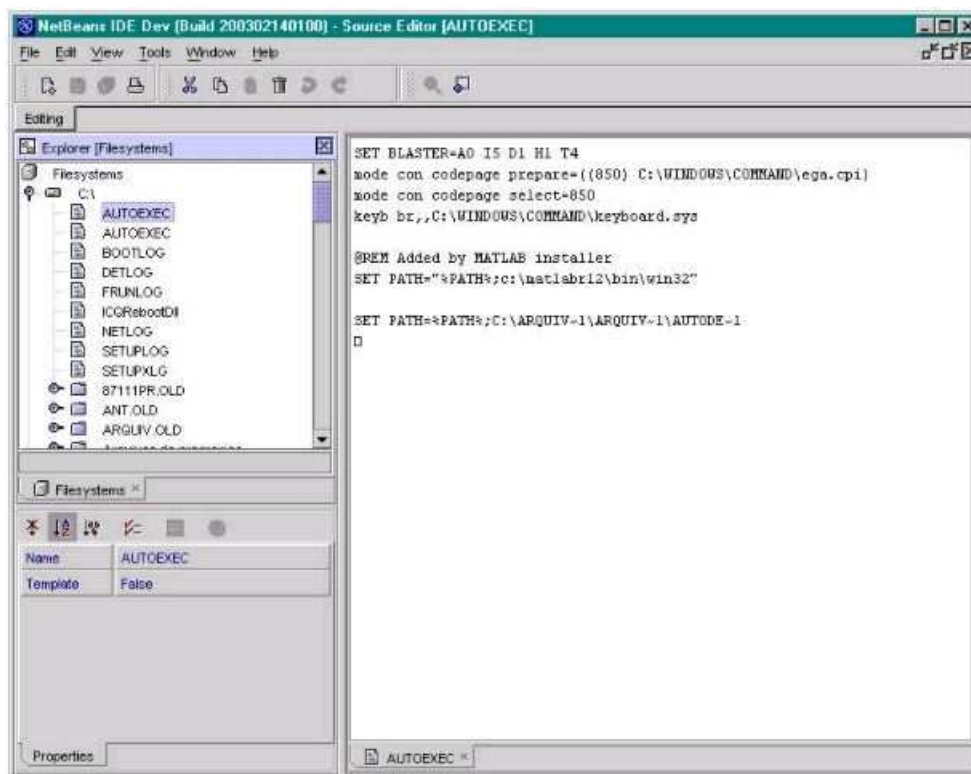 NetBeans IDE Dev (Build 200302140100) - Source Editor [AUTOEXEC]
File Edit View Tools Window Help
Editing
Explorer [Filesystems]
Filesystems
C:\
AUTOEXEC
AUTOEXEC
BOOTLOG
DETLOG
FRUNLOG
ICQRebootDll
NETLOG
SETUPLOG
SETUPXLG
87111PR.OLD
ANT.OLD
ARQUIV.OLD
Filesystems
Name AUTOEXEC
Template False
Properties
SET BLASTER=A0 I5 D1 H1 T4
mode con codepage prepare=((850) C:\WINDOWS\COMMAND\ega.cpi)
mode con codepage select=850
keyb br,,C:\WINDOWS\COMMAND\keyboard.sys
@REM Added by MATLAB installer
SET PATH="%PATH%;c:\matlabr12\bin\win32"
SET PATH=%PATH%;C:\ARQUIV~1\ARQUIV~1\AUTODE~1
AUTOEXEC